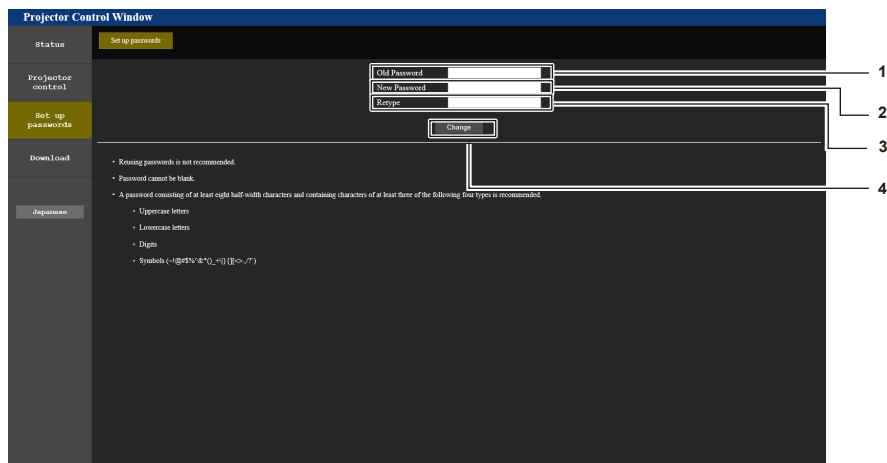 Projector Control Window
Status
Set up passwords
Projector
control
Set up
passwords
Download
Japanese
Old Password
New Password
Retype
Change
1
2
3
4
• Reusing passwords is not recommended.
• Password cannot be blank.
• A password consisting of at least eight half-width characters and containing characters of at least three of the following four types is recommended.
• Uppercase letters
• Lowercase letters
• Digits
• Symbols (~!@#$%^&*()_+\|}{][<>.,/?`)